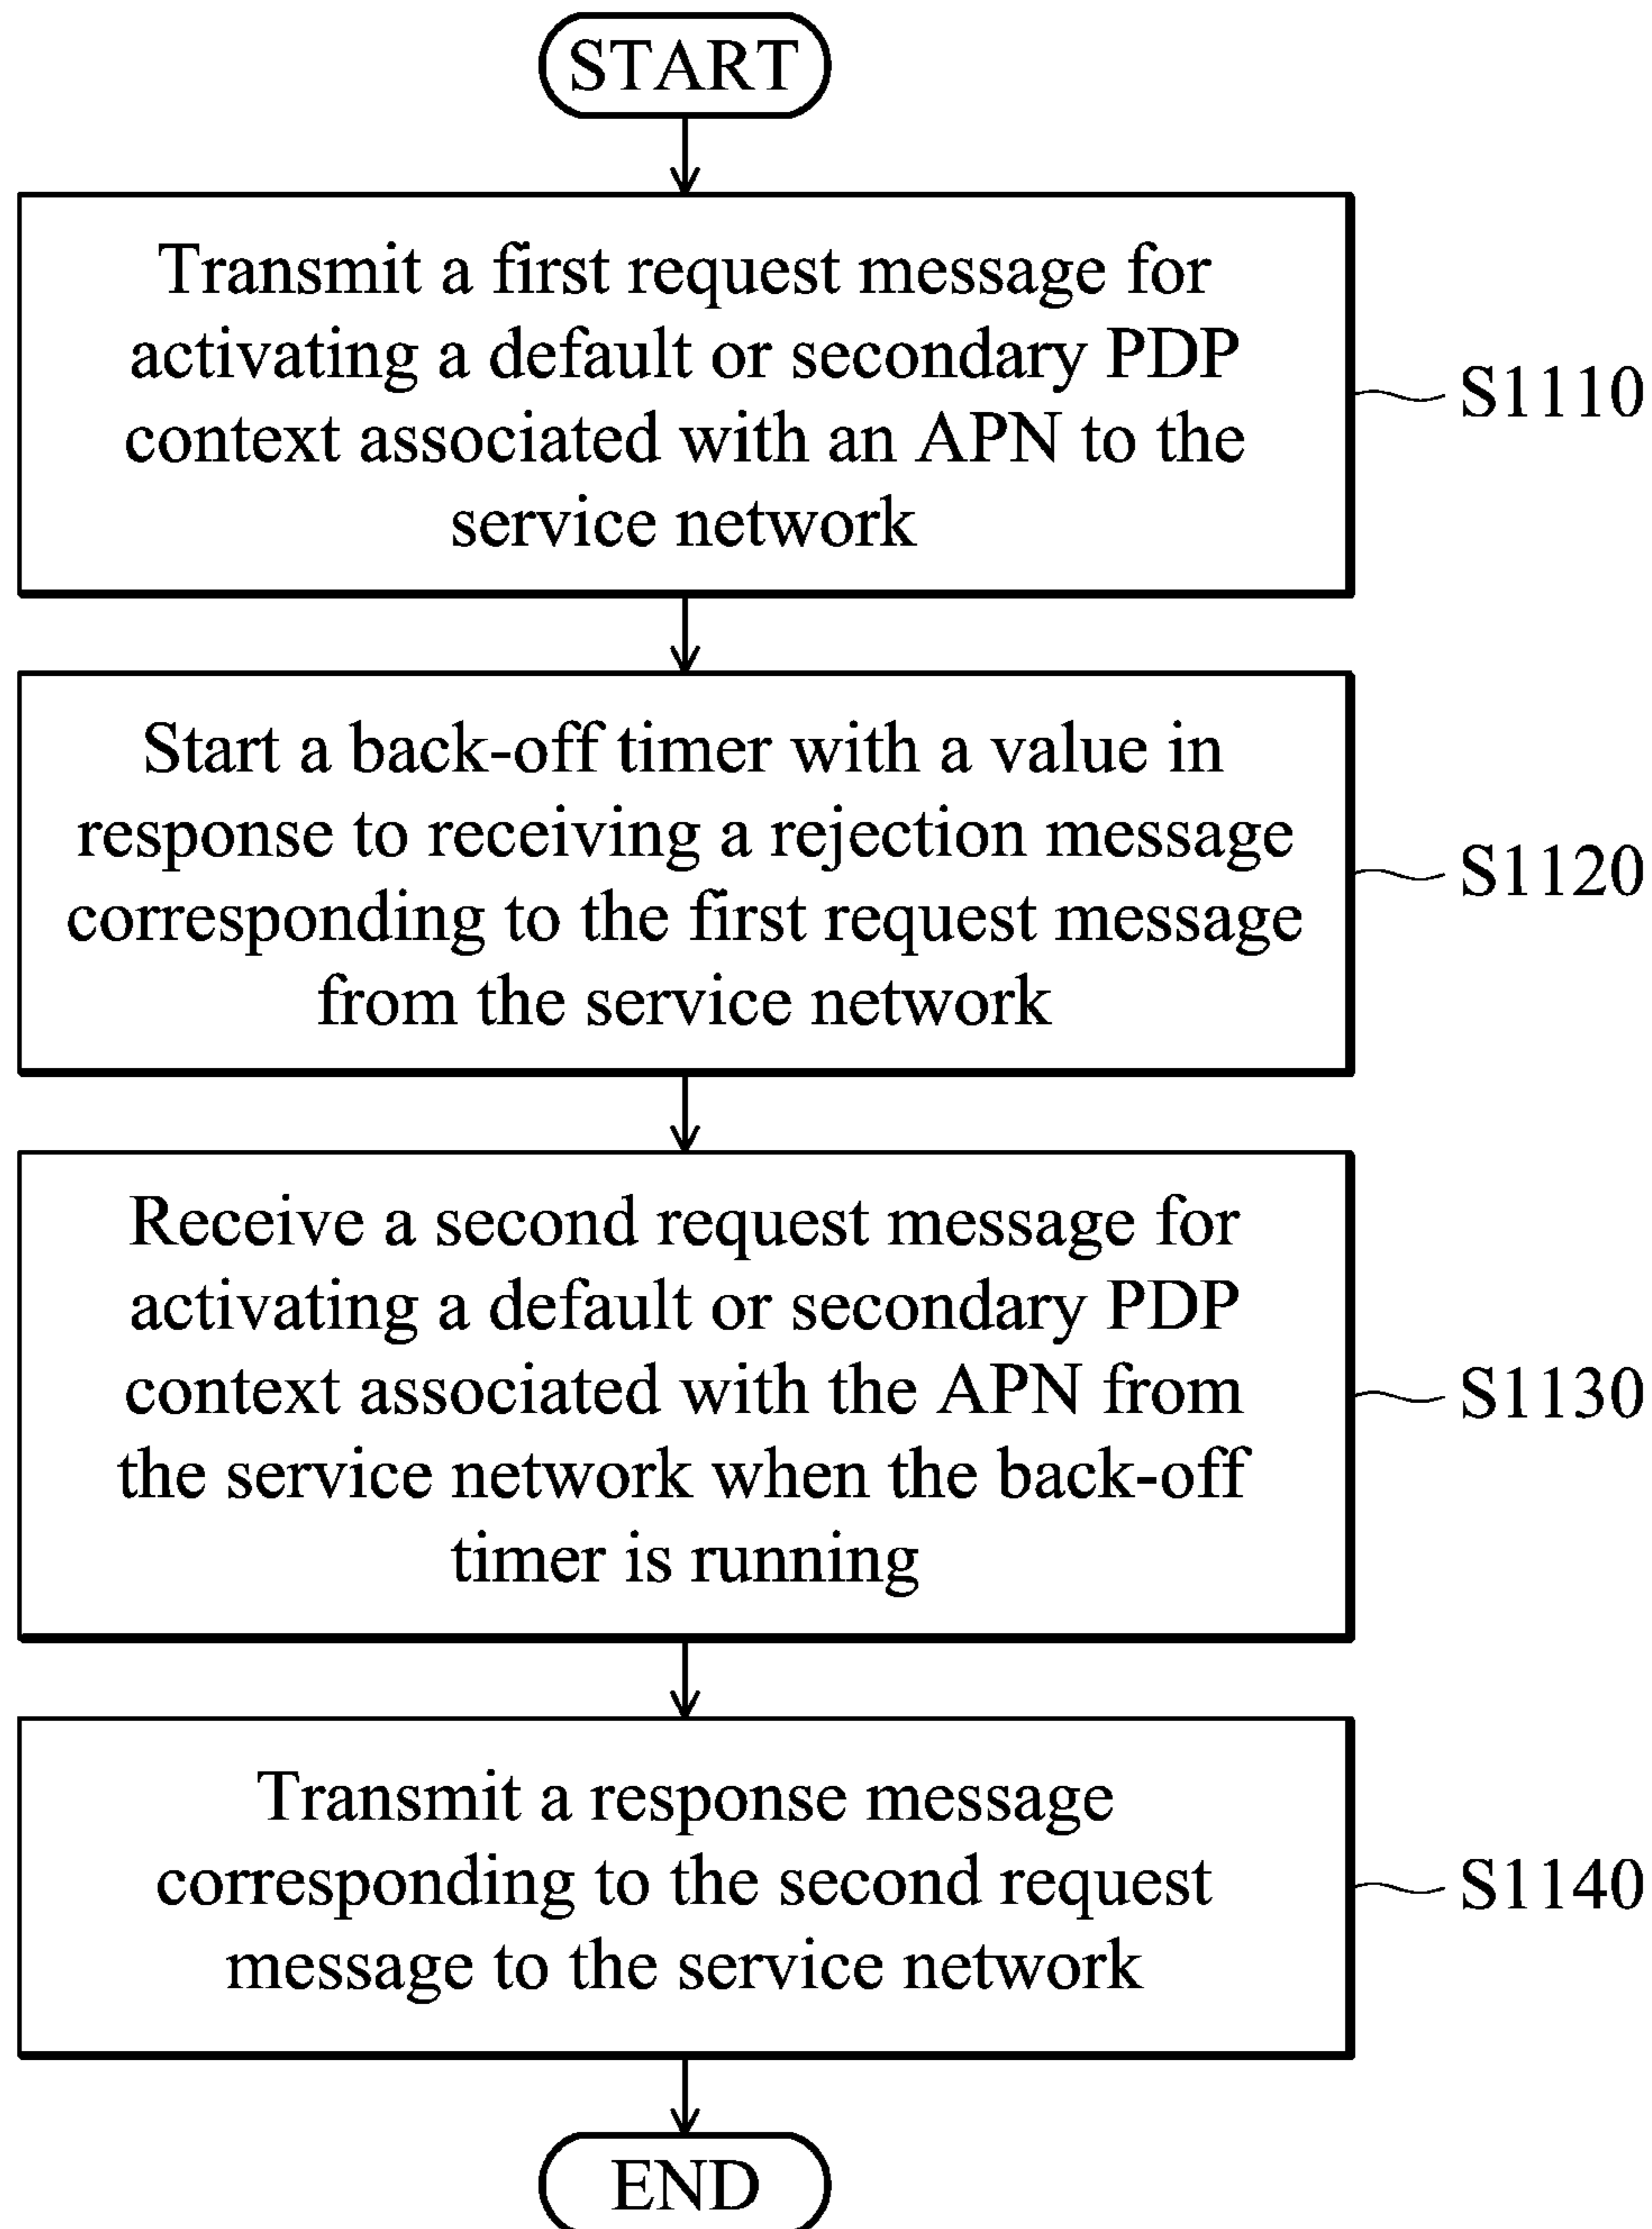 START
Transmit a first request message for
activating a default or secondary PDP
context associated with an APN to the
service network
S1110
Start a back-off timer with a value in
response to receiving a rejection message
corresponding to the first request message
from the service network
S1120
Receive a second request message for
activating a default or secondary PDP
context associated with the APN from
the service network when the back-off
timer is running
S1130
Transmit a response message
corresponding to the second request
message to the service network
S1140
END